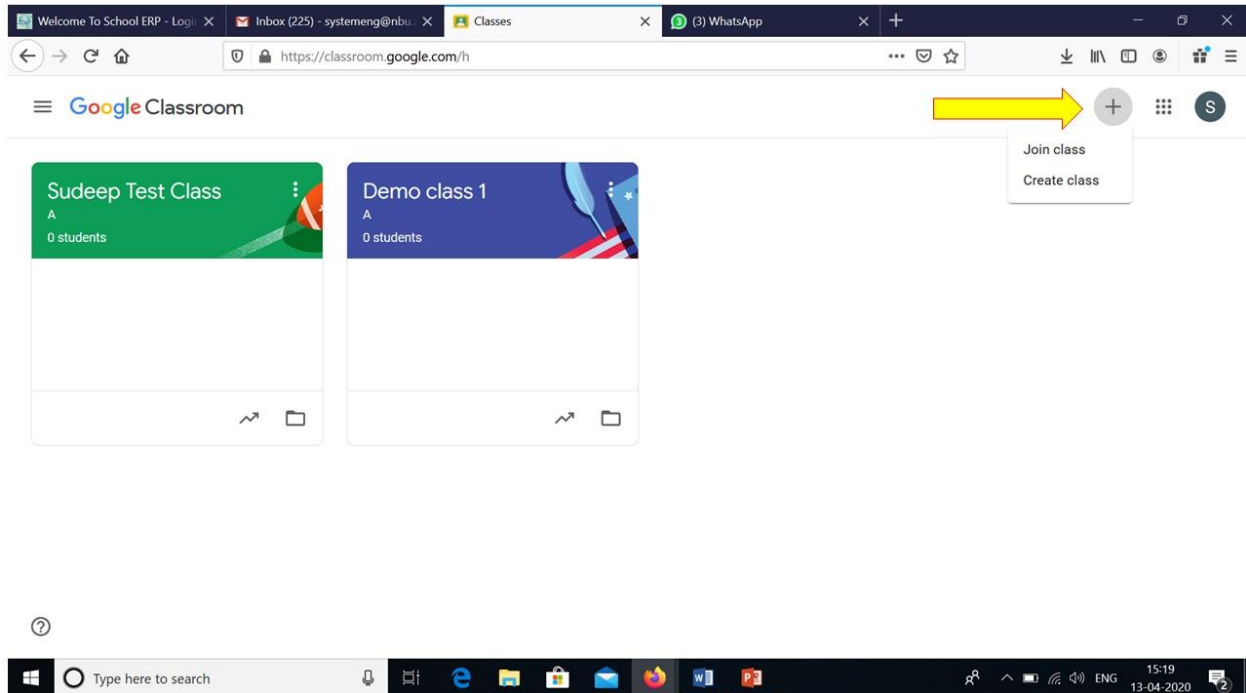 Welcome To School ERP - Logi
Inbox (225) - systemeng@nbu.
Classes
(3) WhatsApp
https://classroom.google.com/h
Google Classroom
S
Join class
Create class
Sudeep Test Class
A
0 students
Demo class 1
A
0 students
Type here to search
ENG
15:19
13-04-2020
2